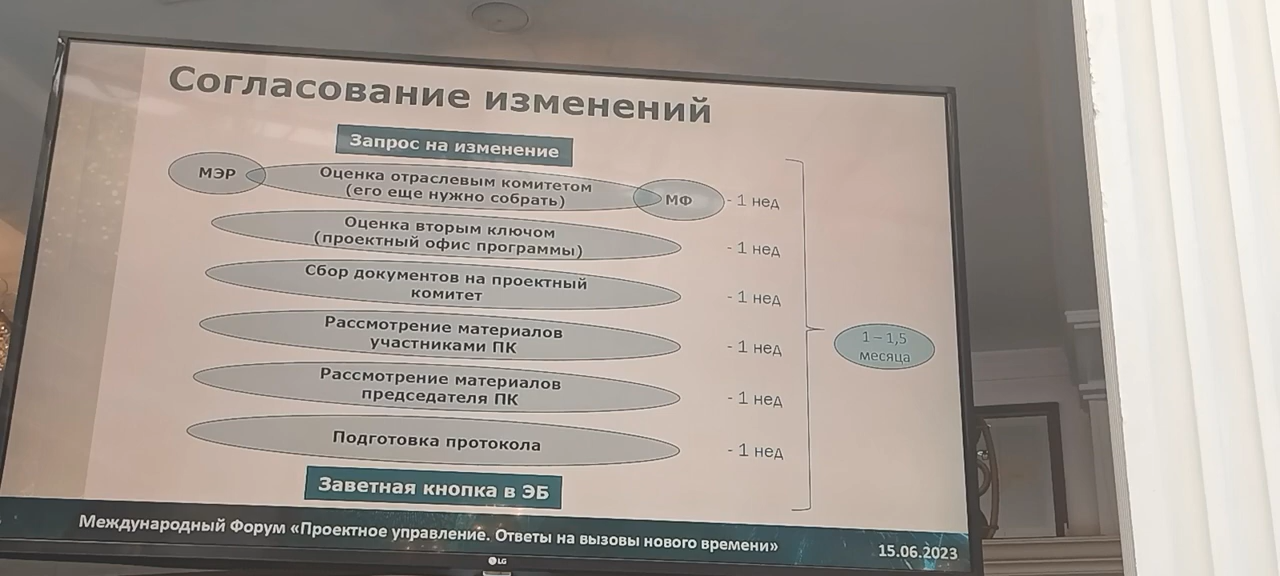 Согласование изменений
Запрос на изменение
МЭР
Оценка отраслевым комитетом
(его еще нужно собрать)
МФ
- 1 нед
Оценка вторым ключом
(проектный офис программы)
- 1 нед
Сбор документов на проектный
комитет
- 1 нед
Рассмотрение материалов
участниками ПК
- 1 нед
Рассмотрение материалов
председателя ПК
- 1 нед
Подготовка протокола
- 1 нед
1 – 1,5
месяца
Заветная кнопка в ЭБ
Международный Форум «Проектное управление. Ответы на вызовы нового времени»
15.06.2023
LG